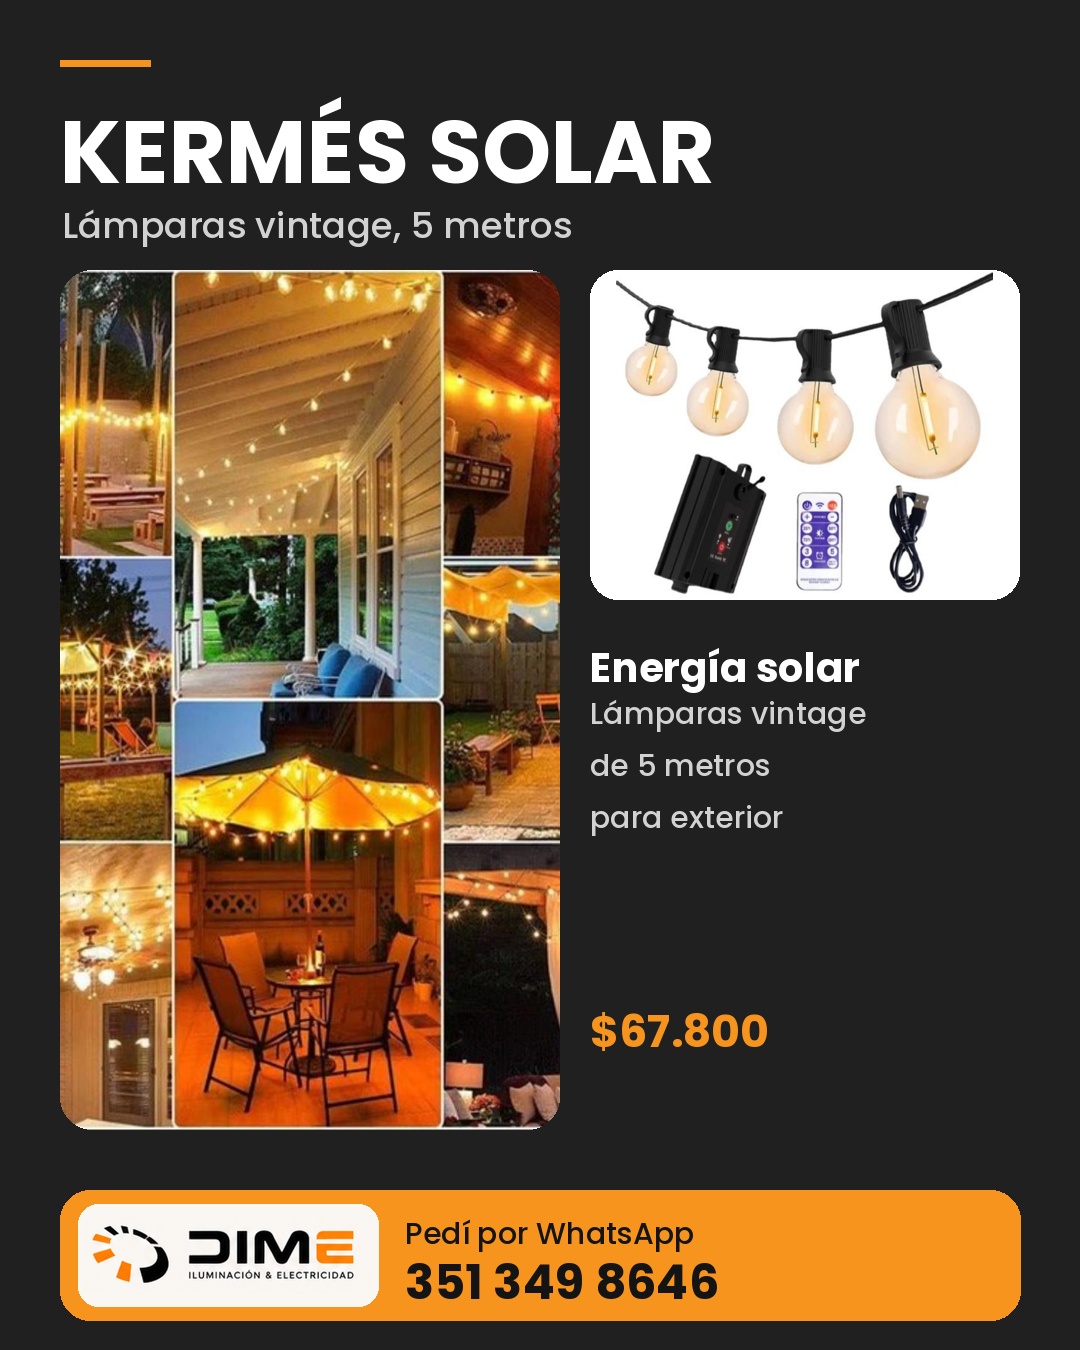 KERMÉS SOLAR
Lámparas vintage, 5 metros
Energía solar
Lámparas vintage
de 5 metros
para exterior
$67.800
DIME
ILUMINACIÓN & ELECTRICIDAD
Pedí por WhatsApp
351 349 8646